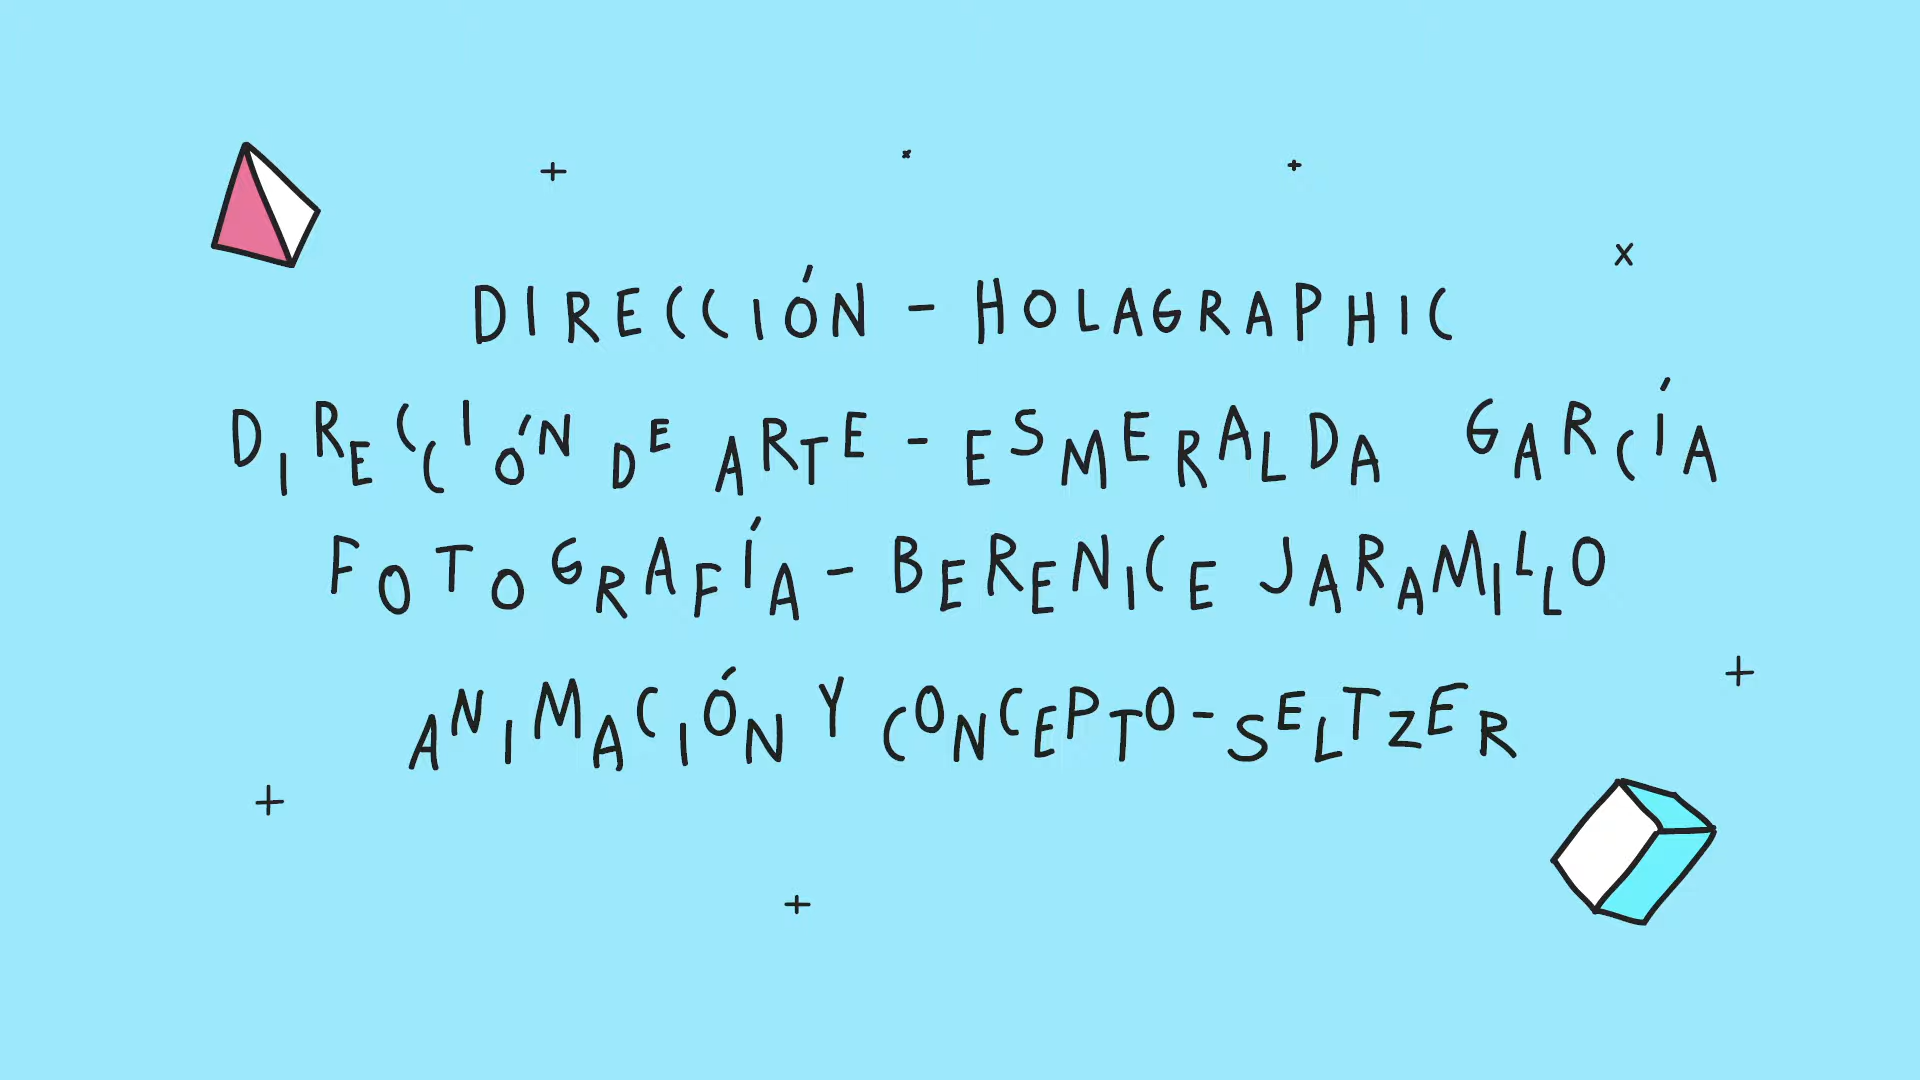 DIRECCIÓN - HOLAGRAPHIC
DIRECCIÓN DE ARTE - ESMERALDA GARCÍA
FOTOGRAFÍA - BERENICE JARAMILLO
ANIMACIÓN Y CONCEPTO - SELTZER